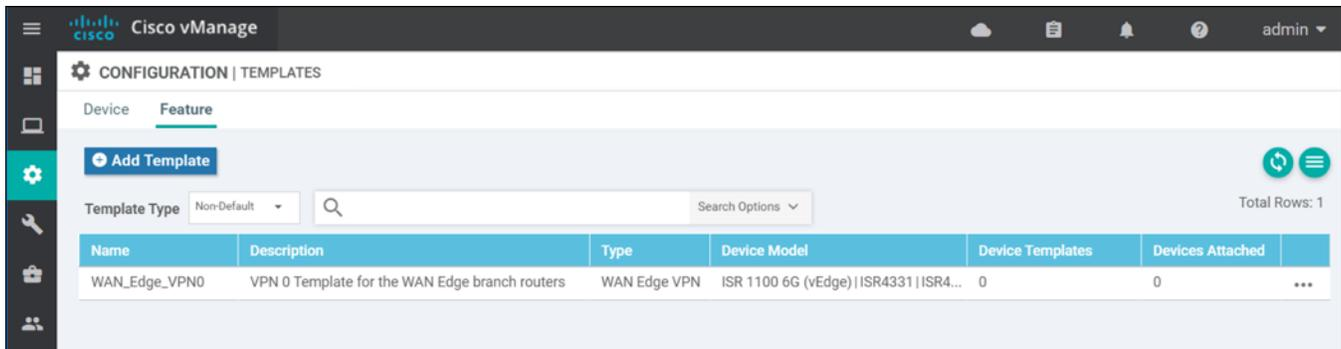 cisco Cisco vManage admin
CONFIGURATION | TEMPLATES
Device Feature
Add Template
Template Type Non-Default Search Options Total Rows: 1
Name Description Type Device Model Device Templates Devices Attached
WAN_Edge_VPN0 VPN 0 Template for the WAN Edge branch routers WAN Edge VPN ISR 1100 6G (vEdge)|ISR4331|ISR4... 0 0 •••